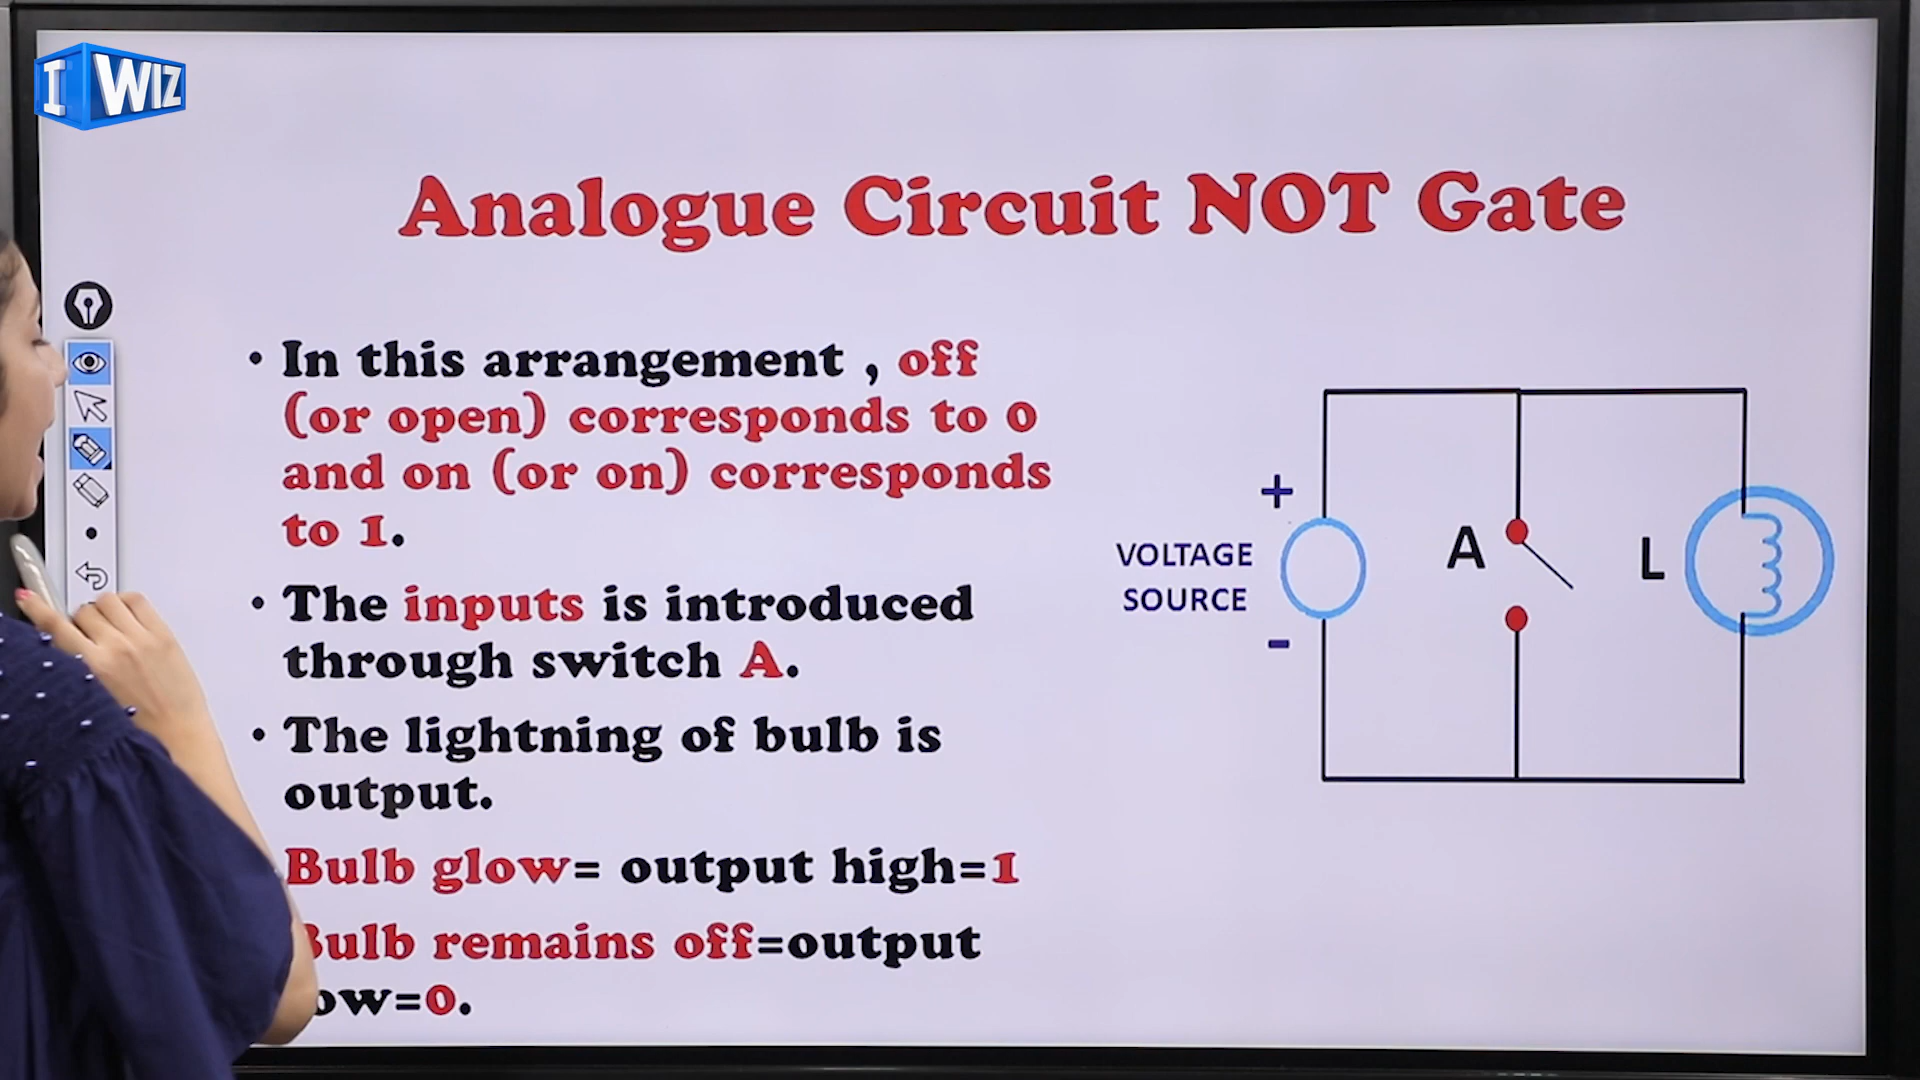 I WIZ
Analogue Circuit NOT Gate
• In this arrangement , off
(or open) corresponds to 0
and on (or on) corresponds
to 1.
• The inputs is introduced
through switch A.
• The lightning of bulb is
output.
Bulb glow= output high=1
Bulb remains off=output
ow=0.
+
VOLTAGE
SOURCE
-
A
L